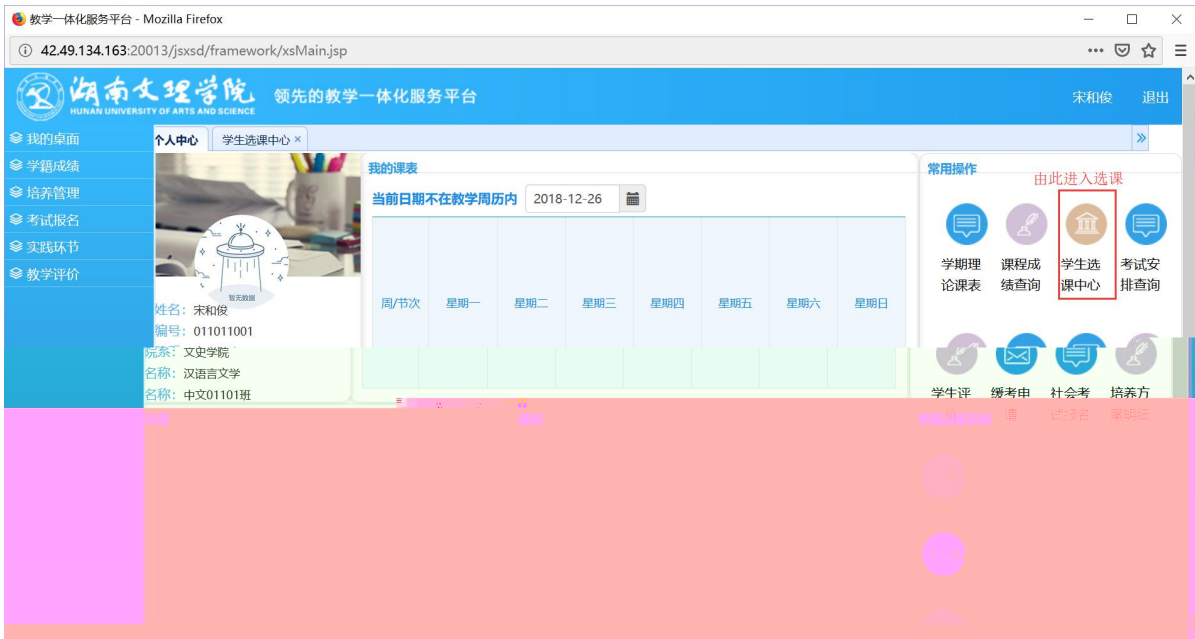 教学一体化服务平台 - Mozilla Firefox
42.49.134.163:20013/jsxsd/framework/xsMain.jsp
湖南文理学院
HUNAN UNIVERSITY OF ARTS AND SCIENCE
领先的教学一体化服务平台
宋和俊 退出
我的桌面
学籍成绩
培养管理
考试报名
实践环节
教学评价
个人中心 学生选课中心 ×
暂无数据
姓名：宋和俊
编号：011011001
院系：文史学院
名称：汉语言文学
名称：中文01101班
我的课表
当前日期不在教学周历内 2018-12-26
周/节次 星期一 星期二 星期三 星期四 星期五 星期六 星期日
常用操作
由此进入选课
学期理论课表
课程成绩查询
学生选课中心
考试安排查询
学生评价
缓考申请
社会考试报名
培养方案明细